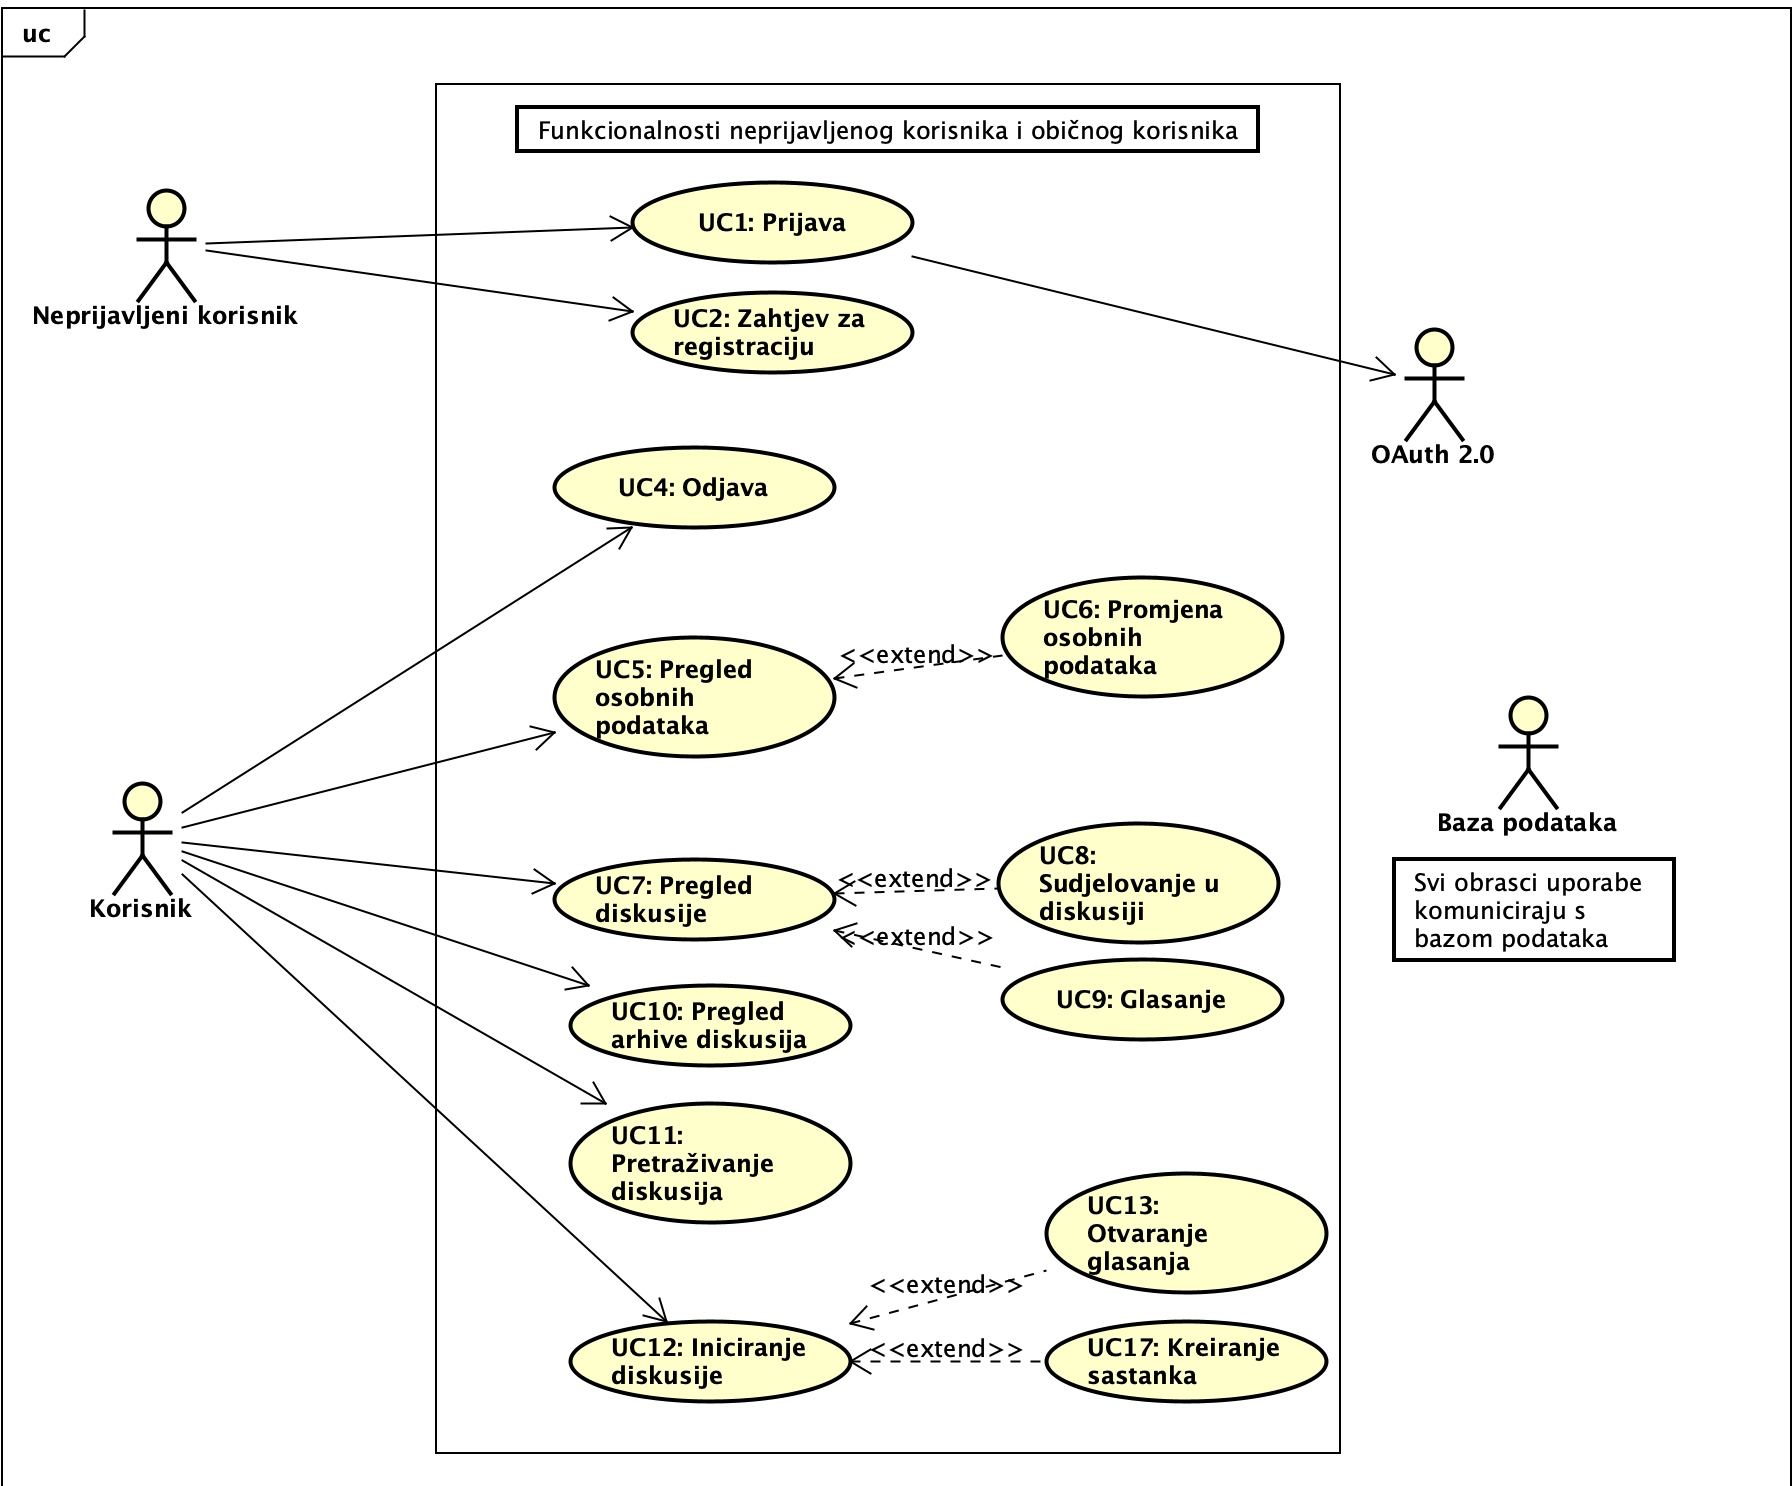 uc
Funkcionalnosti neprijavljenog korisnika i običnog korisnika
UC1: Prijava
Neprijavljeni korisnik
UC2: Zahtjev za
registraciju
OAuth 2.0
UC4: Odjava
UC5: Pregled
osobnih
podataka
<<extend>>
UC6: Promjena
osobnih
podataka
Baza podataka
Svi obrasci uporabe
komuniciraju s
bazom podataka
Korisnik
UC7: Pregled
diskusije
<<extend>>
UC8:
Sudjelovanje u
diskusiji
<<extend>>
UC9: Glasanje
UC10: Pregled
arhive diskusija
UC11:
Pretraživanje
diskusija
UC13:
Otvaranje
glasanja
<<extend>>
UC12: Iniciranje
diskusije
<<extend>>
UC17: Kreiranje
sastanka